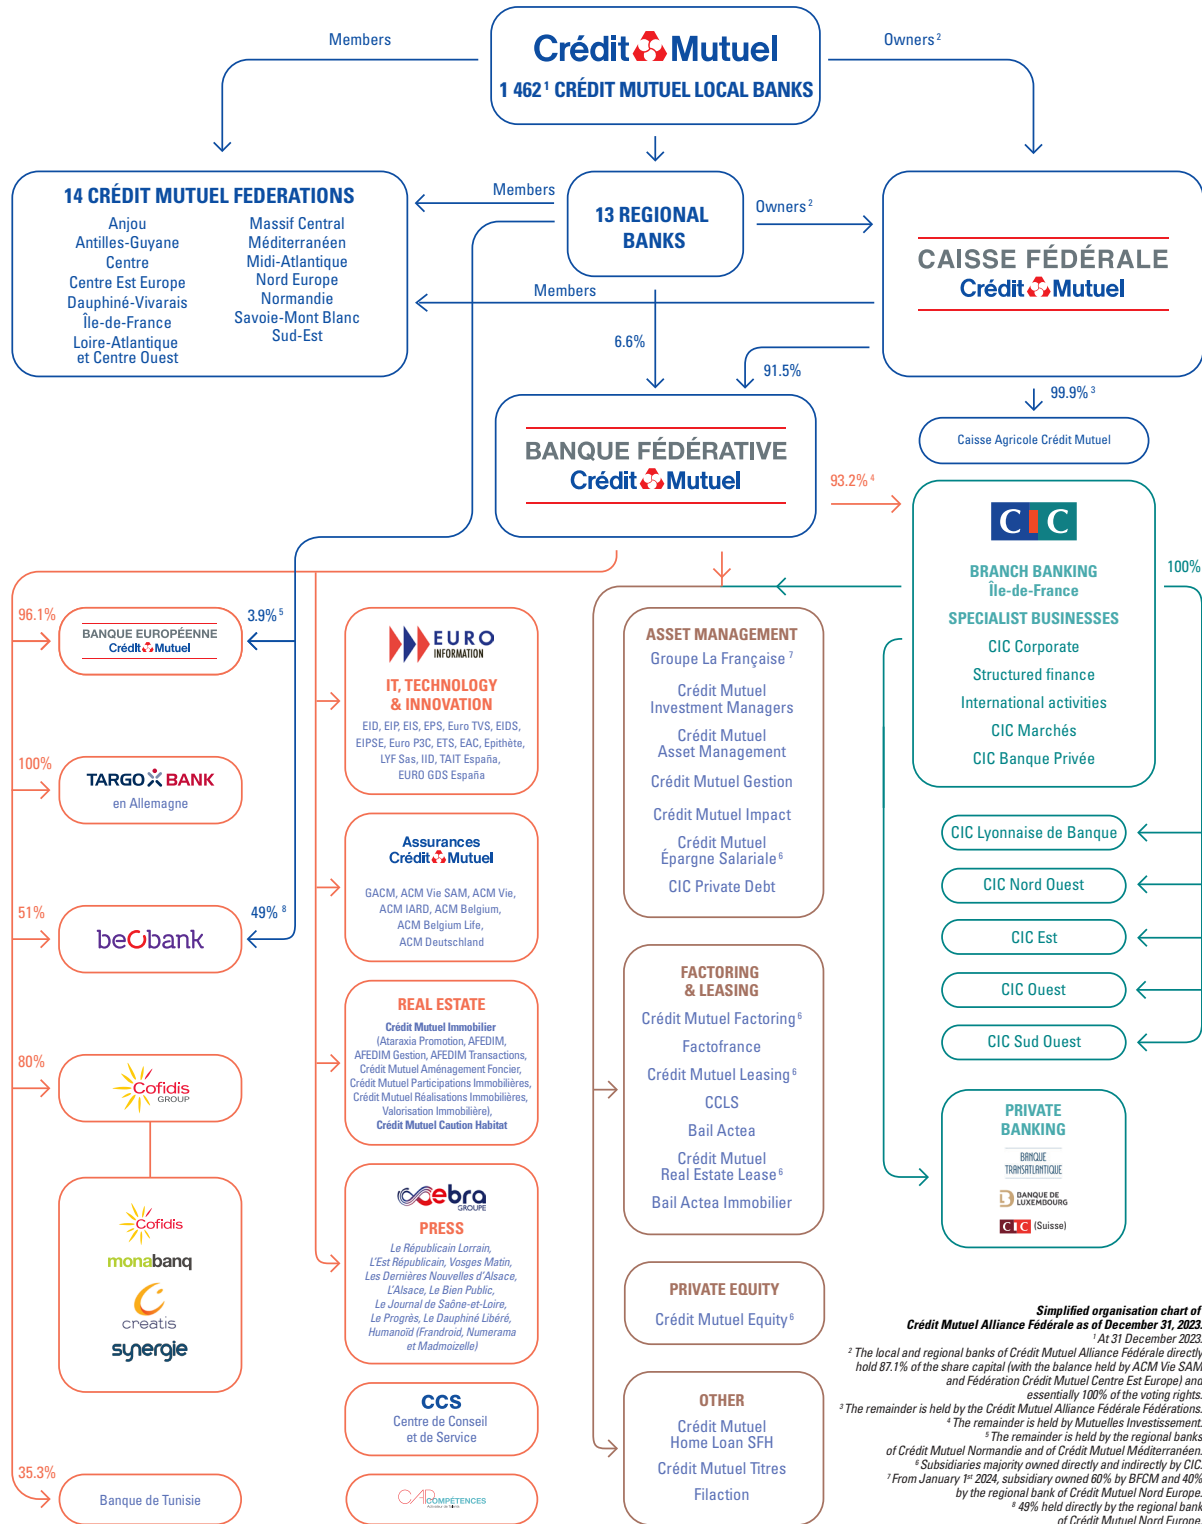 Members
Crédit Mutuel
Owners 2
1 462 1 CRÉDIT MUTUEL LOCAL BANKS
14 CRÉDIT MUTUEL FEDERATIONS
Anjou
Antilles-Guyane
Centre
Centre Est Europe
Dauphiné-Vivarais
Île-de-France
Loire-Atlantique
et Centre Ouest
Massif Central
Méditerranéen
Midi-Atlantique
Nord Europe
Normandie
Savoie-Mont Blanc
Sud-Est
Members
13 REGIONAL
BANKS
Owners 2
CAISSE FÉDÉRALE
Crédit Mutuel
Members
6.6%
91.5%
99.9% 3
Caisse Agricole Crédit Mutuel
BANQUE FÉDÉRATIVE
Crédit Mutuel
93.2% 4
CIC
BRANCH BANKING
Île-de-France
SPECIALIST BUSINESSES
CIC Corporate
Structured finance
International activities
CIC Marchés
CIC Banque Privée
100%
CIC Lyonnaise de Banque
CIC Nord Ouest
CIC Est
CIC Ouest
CIC Sud Ouest
PRIVATE
BANKING
BANQUE
TRANSATLANTIQUE
BANQUE DE
LUXEMBOURG
CIC (Suisse)
96.1%
BANQUE EUROPÉENNE
Crédit Mutuel
3.9% 5
100%
TARGO BANK
en Allemagne
51%
beobank
49% 8
80%
Cofidis
GROUP
Cofidis
monabanq
creatis
synergie
35.3%
Banque de Tunisie
EURO
INFORMATION
IT, TECHNOLOGY
& INNOVATION
EID, EIP, EIS, EPS, Euro TVS, EIDS,
EIPSE, Euro P3C, ETS, EAC, Epithète,
LYF Sas, IID, TAIT España,
EURO GDS España
Assurances
Crédit Mutuel
GACM, ACM Vie SAM, ACM Vie,
ACM IARD, ACM Belgium,
ACM Belgium Life,
ACM Deutschland
REAL ESTATE
Crédit Mutuel Immobilier
(Ataraxia Promotion, AFEDIM,
AFEDIM Gestion, AFEDIM Transactions,
Crédit Mutuel Aménagement Foncier,
Crédit Mutuel Participations Immobilières,
Crédit Mutuel Réalisations Immobilières,
Valorisation Immobilière),
Crédit Mutuel Caution Habitat
ebra
GROUPE
PRESS
Le Républicain Lorrain,
L'Est Républicain, Vosges Matin,
Les Dernières Nouvelles d'Alsace,
L'Alsace, Le Bien Public,
Le Journal de Saône-et-Loire,
Le Progrès, Le Dauphiné Libéré,
Humanoid (Frandroid, Numerama
et Madmoizelle)
CCS
Centre de Conseil
et de Service
CAP COMPÉTENCES
ASSET MANAGEMENT
Groupe La Française 7
Crédit Mutuel
Investment Managers
Crédit Mutuel
Asset Management
Crédit Mutuel Gestion
Crédit Mutuel Impact
Crédit Mutuel
Épargne Salariale 6
CIC Private Debt
FACTORING
& LEASING
Crédit Mutuel Factoring 6
Factofrance
Crédit Mutuel Leasing 6
CCLS
Bail Actea
Crédit Mutuel
Real Estate Lease 6
Bail Actea Immobilier
PRIVATE EQUITY
Crédit Mutuel Equity 6
OTHER
Crédit Mutuel
Home Loan SFH
Crédit Mutuel Titres
Filaction
Simplified organisation chart of
Crédit Mutuel Alliance Fédérale as of December 31, 2023.
1 At 31 December 2023.
2 The local and regional banks of Crédit Mutuel Alliance Fédérale directly
hold 87.1% of the share capital (with the balance held by ACM Vie SAM
and Fédération Crédit Mutuel Centre Est Europe) and
essentially 100% of the voting rights.
3 The remainder is held by the Crédit Mutuel Alliance Fédérale Fédérations.
4 The remainder is held by Mutuelles Investissement.
5 The remainder is held by the regional banks
of Crédit Mutuel Normandie and of Crédit Mutuel Méditerranéen.
6 Subsidiaries majority owned directly and indirectly by CIC.
7 From January 1st 2024, subsidiary owned 60% by BFCM and 40%
by the regional bank of Crédit Mutuel Nord Europe.
8 49% held directly by the regional bank
of Crédit Mutuel Nord Europe.